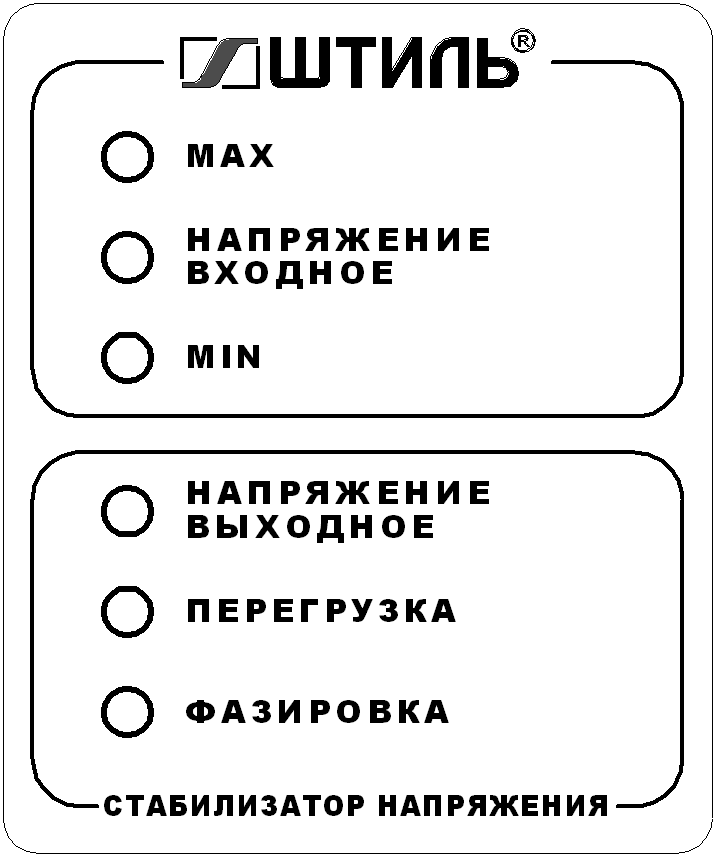 ШТИЛЬ®
MAX
НАПРЯЖЕНИЕ
ВХОДНОЕ
MIN
НАПРЯЖЕНИЕ
ВЫХОДНОЕ
ПЕРЕГРУЗКА
ФАЗИРОВКА
СТАБИЛИЗАТОР НАПРЯЖЕНИЯ